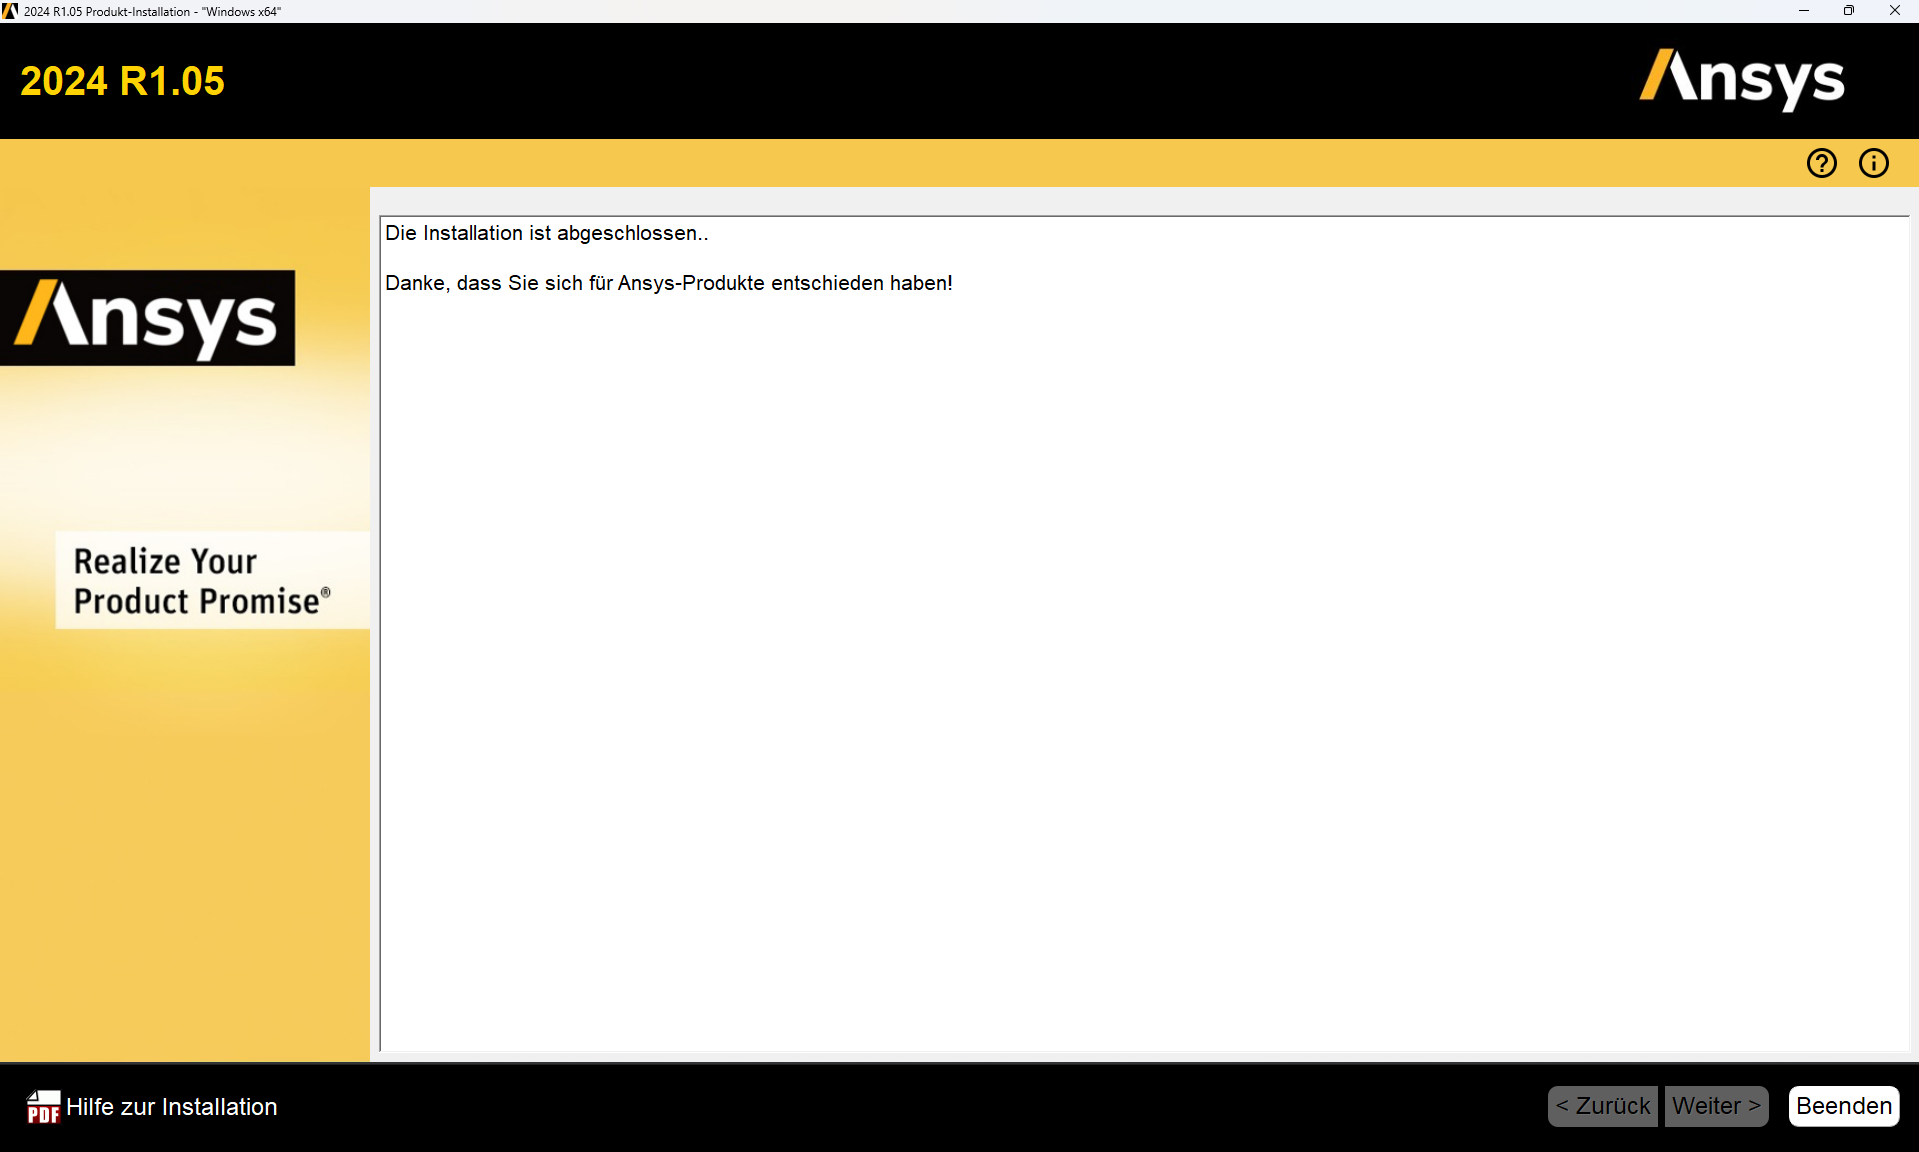 2024 R1.05 Produkt-Installation - "Windows x64"
2024 R1.05
Ansys
Die Installation ist abgeschlossen..
Danke, dass Sie sich für Ansys-Produkte entschieden haben!
Ansys
Realize Your
Product Promise®
PDF Hilfe zur Installation
< Zurück Weiter > Beenden